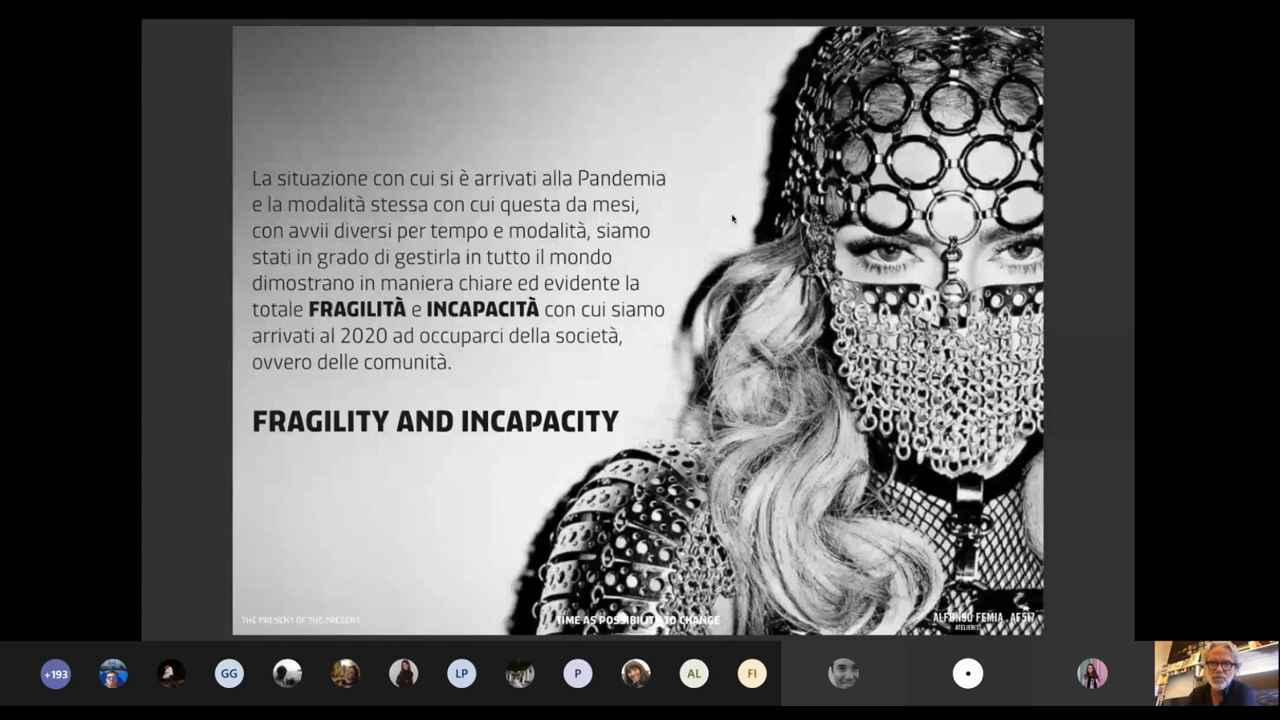 La situazione con cui si è arrivati alla Pandemia
e la modalità stessa con cui questa da mesi,
con avvii diversi per tempo e modalità, siamo
stati in grado di gestirla in tutto il mondo
dimostrano in maniera chiare ed evidente la
totale FRAGILITÀ e INCAPACITÀ con cui siamo
arrivati al 2020 ad occuparci della società,
ovvero delle comunità.
FRAGILITY AND INCAPACITY
THE PRESENT OF THE PRESENT
TIME AS POSSIBILITY TO CHANGE
ALFONSO FEMIA . AF517
ATELIER(S)
+193
GG
LP
P
AL
FI